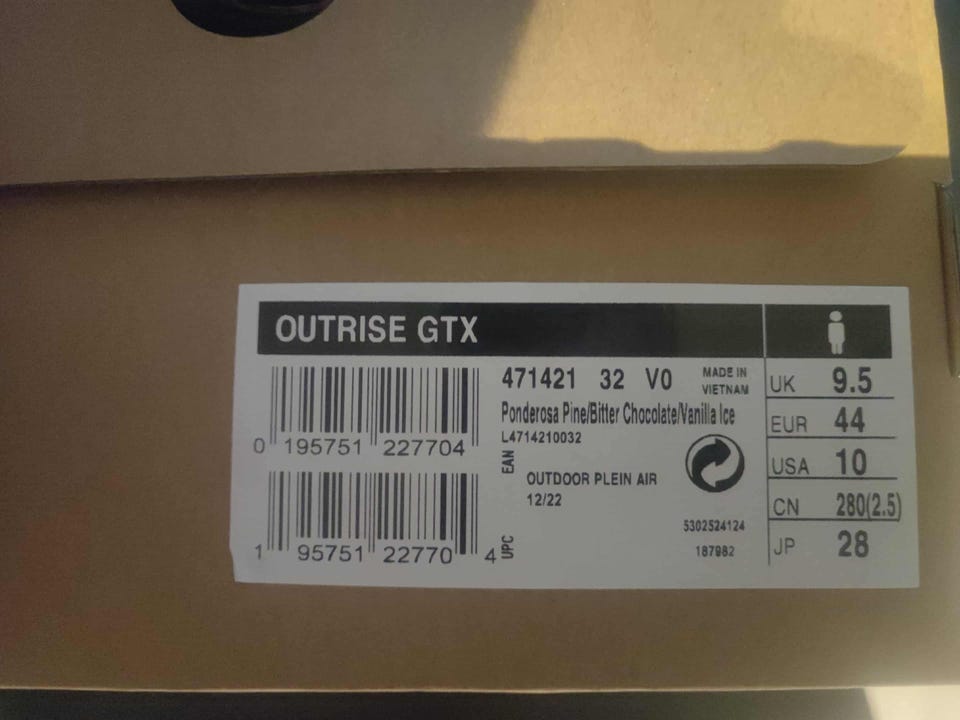 OUTRISE GTX
0 195751 227704
EAN
1 95751 22770 4
UPC
471421 32 V0
MADE IN
VIETNAM
Ponderosa Pine/Bitter Chocolate/Vanilla Ice
L4714210032
OUTDOOR PLEIN AIR
12/22
5302524124
187982
UK 9.5
EUR 44
USA 10
CN 280(2.5)
JP 28